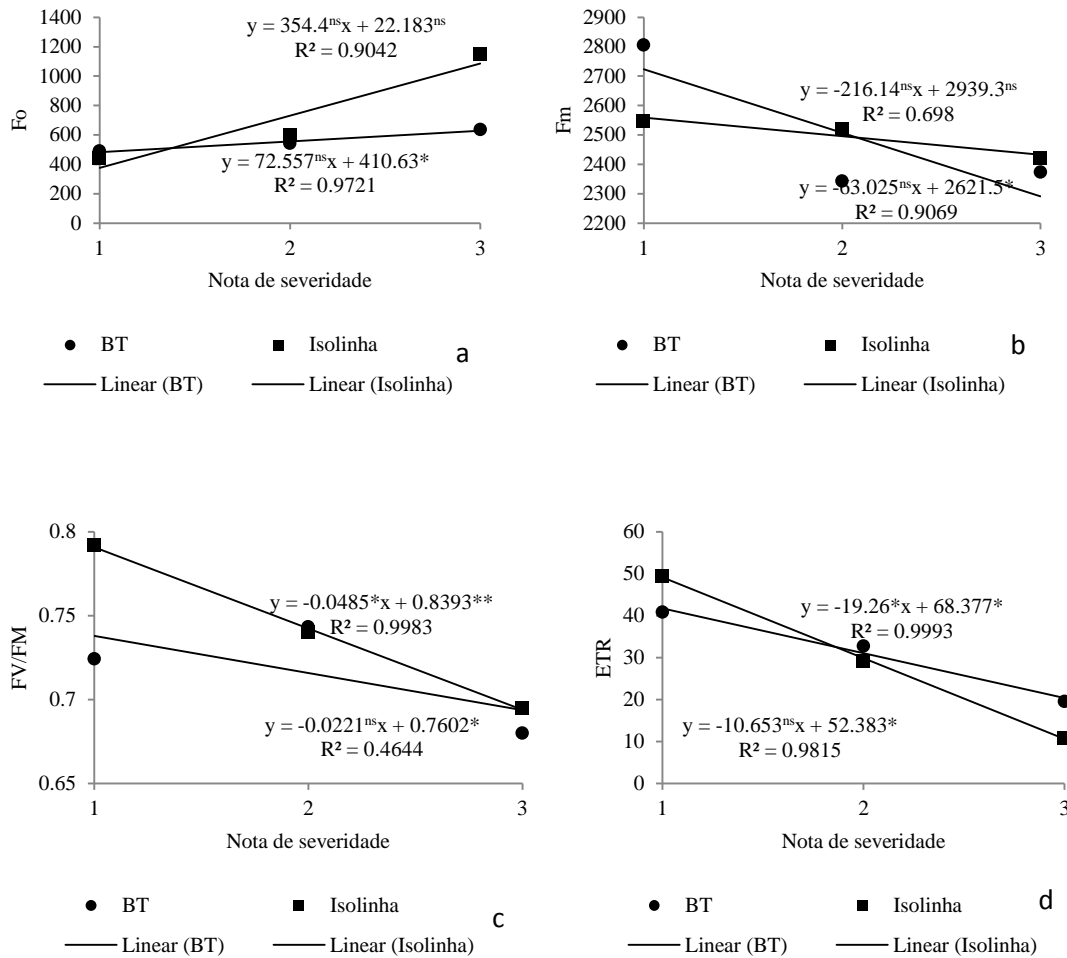 1400
1200
1000
800
600
400
200
0
Fo
y = 354.4nsx + 22.183ns
R² = 0.9042
y = 72.557nsx + 410.63*
R² = 0.9721
1 2 3
Nota de severidade
BT Isolinha
Linear (BT) Linear (Isolinha)
a
2900
2800
2700
2600
2500
2400
2300
2200
Fm
y = -216.14nsx + 2939.3ns
R² = 0.698
y = -63.025nsx + 2621.5*
R² = 0.9069
1 2 3
Nota de severidade
BT Isolinha
Linear (BT) Linear (Isolinha)
b
0.8
0.75
0.7
0.65
FV/FM
y = -0.0485*x + 0.8393**
R² = 0.9983
y = -0.0221nsx + 0.7602*
R² = 0.4644
1 2 3
Nota de severidade
BT Isolinha
Linear (BT) Linear (Isolinha)
c
60
50
40
30
20
10
0
ETR
y = -19.26*x + 68.377*
R² = 0.9993
y = -10.653nsx + 52.383*
R² = 0.9815
1 2 3
Nota de severidade
BT Isolinha
Linear (BT) Linear (Isolinha)
d